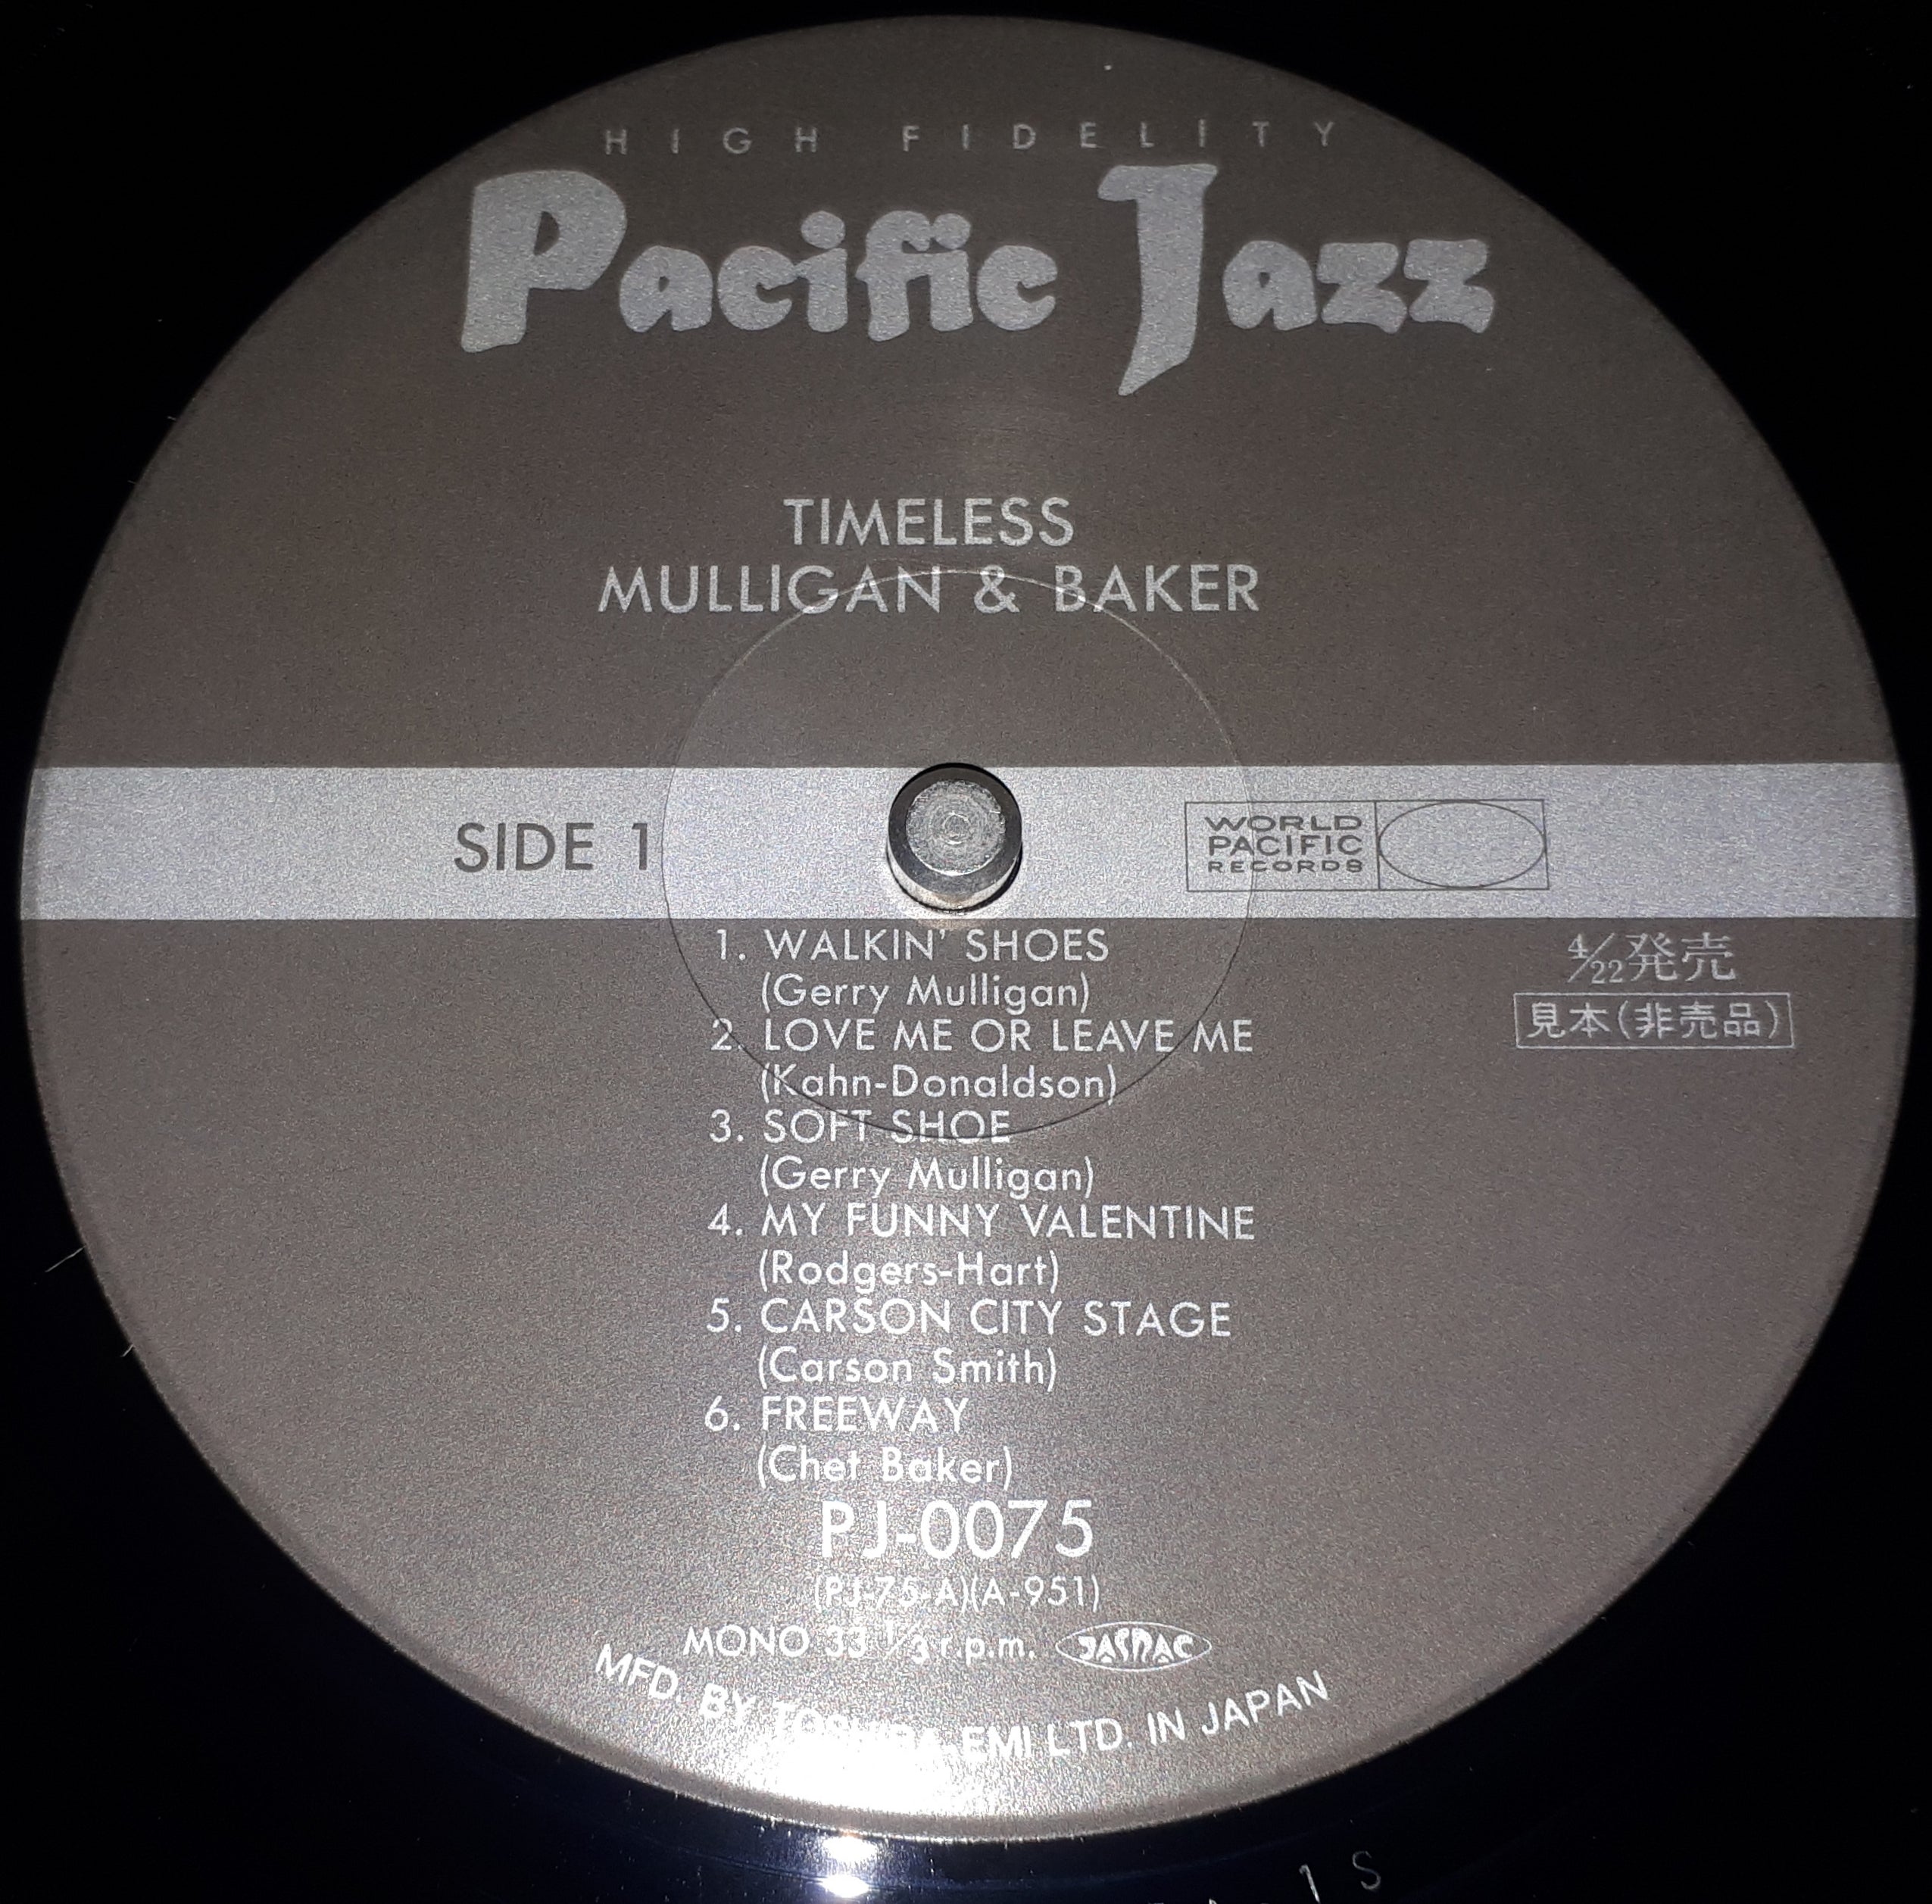 HIGH FIDELITY
Pacific Jazz
TIMELESS
MULLIGAN & BAKER
SIDE 1
WORLD
PACIFIC
RECORDS
4/22発売
見本(非売品)
1. WALKIN' SHOES
(Gerry Mulligan)
2. LOVE ME OR LEAVE ME
(Kahn-Donaldson)
3. SOFT SHOE
(Gerry Mulligan)
4. MY FUNNY VALENTINE
(Rodgers-Hart)
5. CARSON CITY STAGE
(Carson Smith)
6. FREEWAY
(Chet Baker)
PJ-0075
(PJ-75-A)(A-951)
MONO 33 1/3 r.p.m. JASRAC
MFD. BY TOSHIBA-EMI LTD. IN JAPAN
1 S